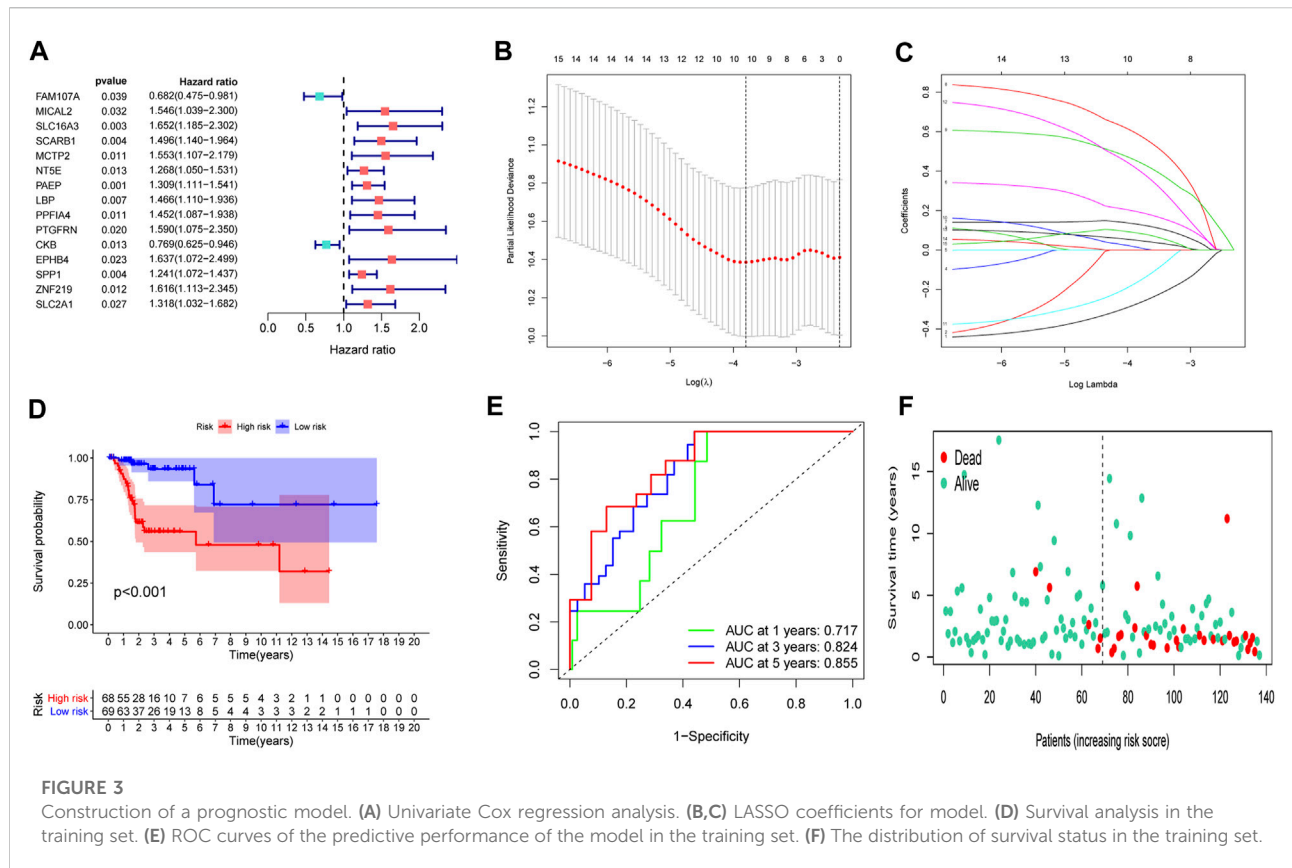 A
pvalue Hazard ratio
FAM107A 0.039 0.682(0.475−0.981)
MICAL2 0.032 1.546(1.039−2.300)
SLC16A3 0.003 1.652(1.185−2.302)
SCARB1 0.004 1.496(1.140−1.964)
MCTP2 0.011 1.553(1.107−2.179)
NT5E 0.013 1.268(1.050−1.531)
PAEP 0.001 1.309(1.111−1.541)
LBP 0.007 1.466(1.110−1.936)
PPFIA4 0.011 1.452(1.087−1.938)
PTGFRN 0.020 1.590(1.075−2.350)
CKB 0.013 0.769(0.625−0.946)
EPHB4 0.023 1.637(1.072−2.499)
SPP1 0.004 1.241(1.072−1.437)
ZNF219 0.012 1.616(1.113−2.345)
SLC2A1 0.027 1.318(1.032−1.682)
0.0 0.5 1.0 1.5 2.0
Hazard ratio
B
15 14 14 14 14 14 13 12 12 10 10 9 8 6 3 0
Partial Likelihood Deviance
11.2
11.0
10.8
10.6
10.4
10.2
10.0
−6 −5 −4 −3
Log(λ)
C
14 13 10 8
Coefficients
0.8
0.6
0.4
0.2
0.0
−0.4
−6 −5 −4 −3
Log Lambda
D
Risk High risk Low risk
Survival probability
1.00
0.75
0.50
0.25
0.00
p<0.001
0 1 2 3 4 5 6 7 8 9 10 11 12 13 14 15 16 17 18 19 20
Time(years)
Risk
High risk 68 55 28 16 10 7 6 5 5 5 4 3 2 1 1 0 0 0 0 0 0
Low risk 69 63 37 26 19 13 8 5 4 4 3 3 2 2 2 1 1 1 0 0 0
0 1 2 3 4 5 6 7 8 9 10 11 12 13 14 15 16 17 18 19 20
Time(years)
E
Sensitivity
1.0
0.8
0.6
0.4
0.2
0.0
AUC at 1 years: 0.717
AUC at 3 years: 0.824
AUC at 5 years: 0.855
0.0 0.2 0.4 0.6 0.8 1.0
1−Specificity
F
Survival time (years)
15
10
5
0
Dead
Alive
0 20 40 60 80 100 120 140
Patients (increasing risk socre)
FIGURE 3
Construction of a prognostic model. (A) Univariate Cox regression analysis. (B,C) LASSO coefficients for model. (D) Survival analysis in the
training set. (E) ROC curves of the predictive performance of the model in the training set. (F) The distribution of survival status in the training set.